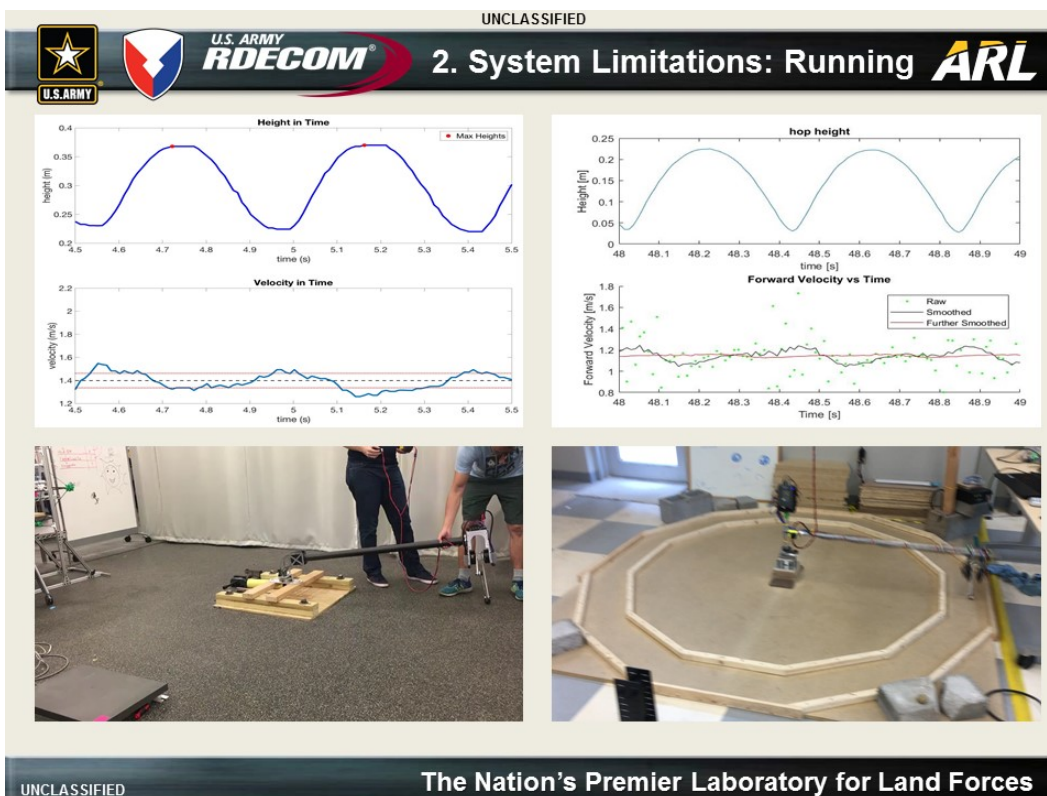 UNCLASSIFIED
U.S. ARMY
RDECOM®
2. System Limitations: Running
ARL
U.S.ARMY
Height in Time
Max Heights
height (m)
0.4
0.35
0.3
0.25
0.2
4.5 4.6 4.7 4.8 4.9 5 5.1 5.2 5.3 5.4 5.5
time (s)
Velocity in Time
velocity (m/s)
2.2
2
1.8
1.6
1.4
1.2
4.5 4.6 4.7 4.8 4.9 5 5.1 5.2 5.3 5.4 5.5
time (s)
hop height
Height [m]
0.25
0.2
0.15
0.1
0.05
0
48 48.1 48.2 48.3 48.4 48.5 48.6 48.7 48.8 48.9 49
time [s]
Forward Velocity vs Time
Forward Velocity [m/s]
1.8
1.6
1.4
1.2
1
0.8
Raw
Smoothed
Further Smoothed
48 48.1 48.2 48.3 48.4 48.5 48.6 48.7 48.8 48.9 49
Time [s]
UNCLASSIFIED
The Nation's Premier Laboratory for Land Forces